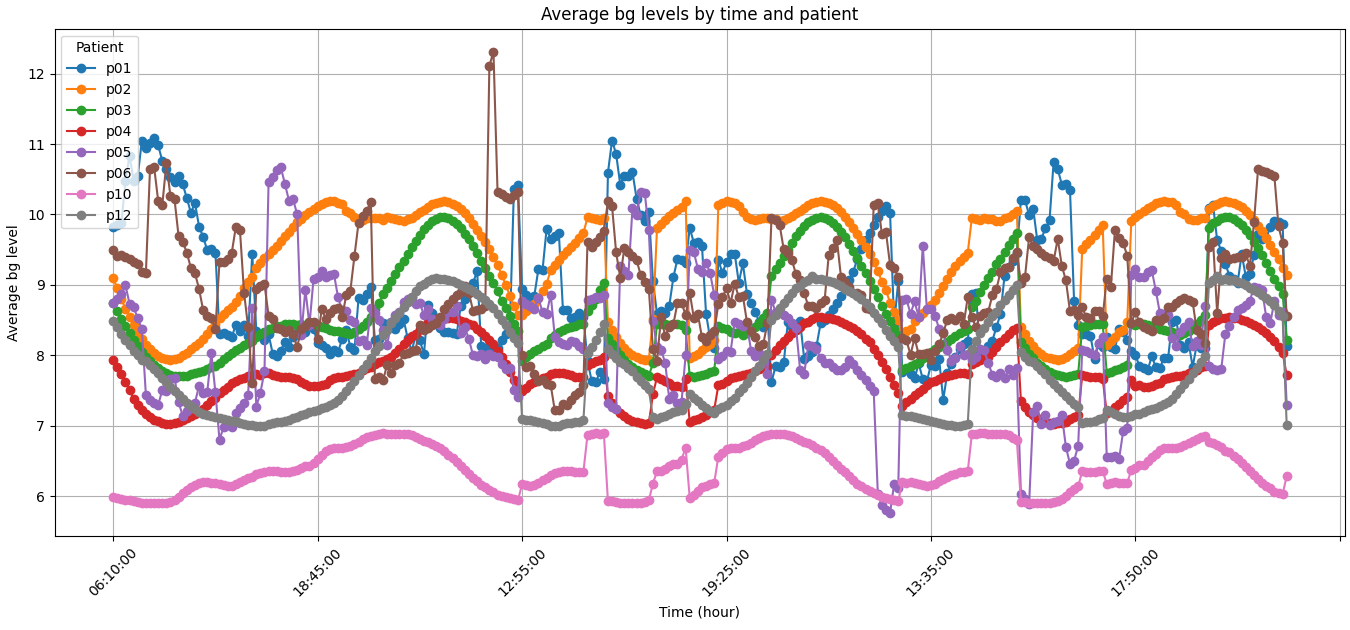 Average bg levels by time and patient
Average bg level
12
11
10
9
8
7
6
Patient
p01
p02
p03
p04
p05
p06
p10
p12
06:10:00
18:45:00
12:55:00
19:25:00
13:35:00
17:50:00
Time (hour)